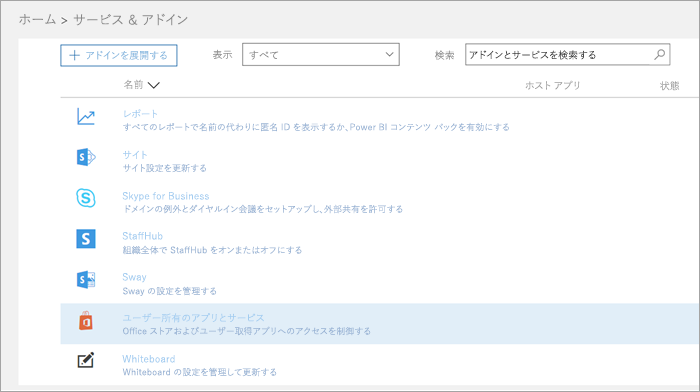 ホーム > サービス & アドイン
+ アドインを展開する 表示 すべて 検索 アドインとサービスを検索する
名前 ホスト アプリ 状態
レポート
すべてのレポートで名前の代わりに匿名 ID を表示するか、Power BI コンテンツ パックを有効にする
サイト
サイト設定を更新する
Skype for Business
ドメインの例外とダイヤルイン会議をセットアップし、外部共有を許可する
StaffHub
組織全体で StaffHub をオンまたはオフにする
Sway
Sway の設定を管理する
ユーザー所有のアプリとサービス
Office ストアおよびユーザー取得アプリへのアクセスを制御する
Whiteboard
Whiteboard の設定を管理して更新する